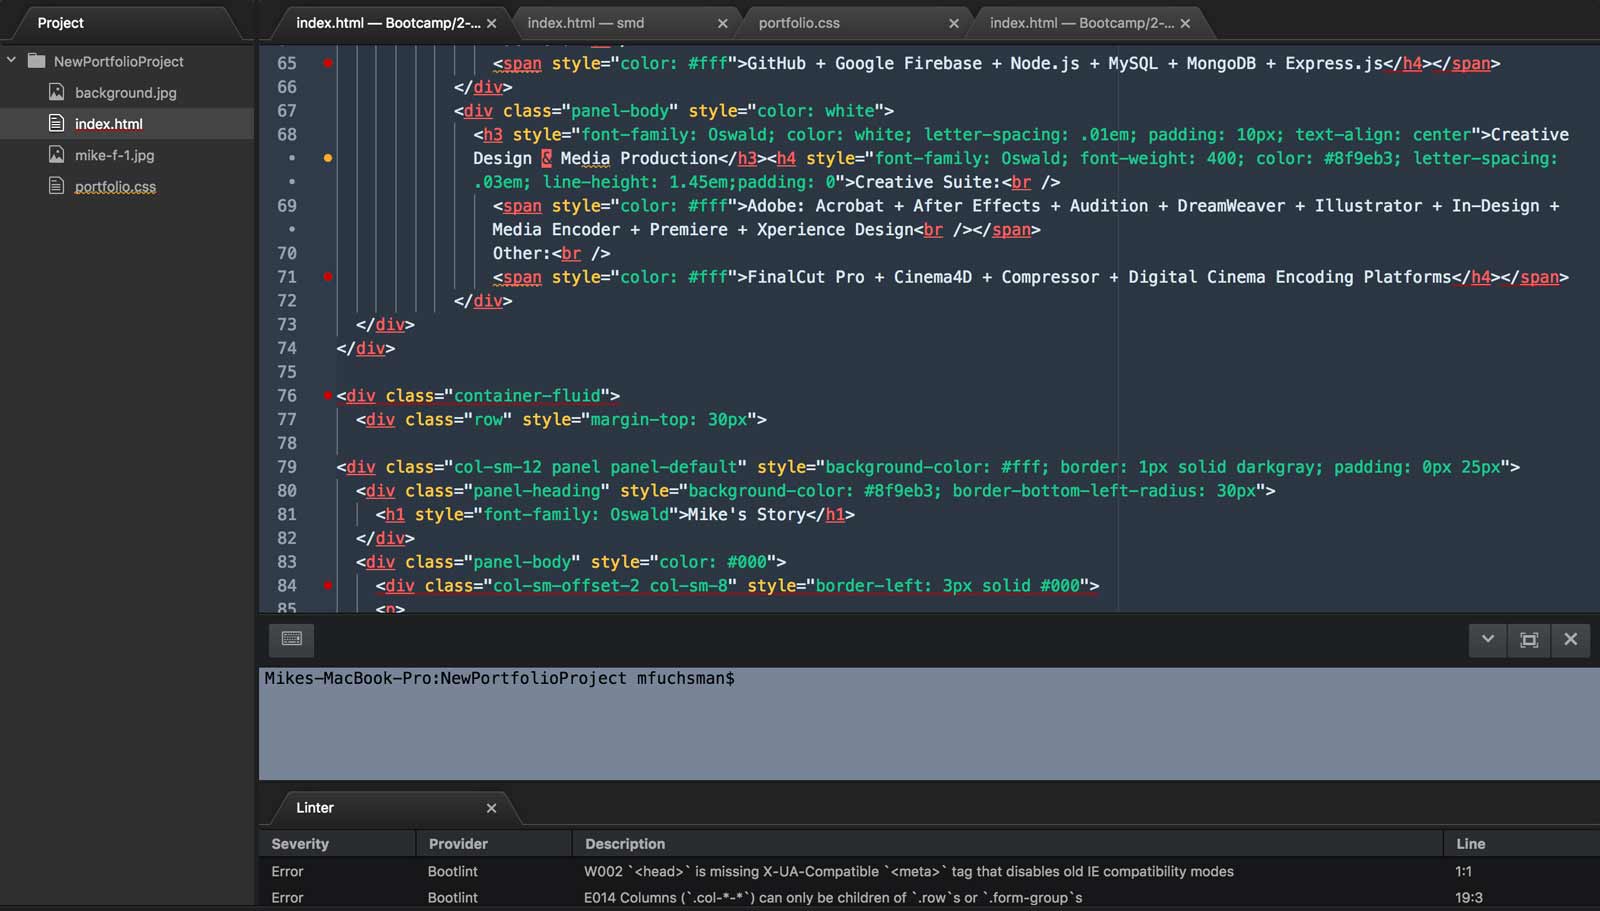 Project
index.html — Bootcamp/2-... ×
index.html — smd ×
portfolio.css ×
index.html — Bootcamp/2-... ×
NewPortfolioProject
background.jpg
index.html
mike-f-1.jpg
portfolio.css
65 <span style="color: #fff">GitHub + Google Firebase + Node.js + MySQL + MongoDB + Express.js</h4></span>
66 </div>
67 <div class="panel-body" style="color: white">
68 <h3 style="font-family: Oswald; color: white; letter-spacing: .01em; padding: 10px; text-align: center">Creative
• Design & Media Production</h3><h4 style="font-family: Oswald; font-weight: 400; color: #8f9eb3; letter-spacing:
• .03em; line-height: 1.45em;padding: 0">Creative Suite:<br />
69 <span style="color: #fff">Adobe: Acrobat + After Effects + Audition + DreamWeaver + Illustrator + In-Design +
• Media Encoder + Premiere + Xperience Design<br /></span>
70 Other:<br />
71 <span style="color: #fff">FinalCut Pro + Cinema4D + Compressor + Digital Cinema Encoding Platforms</h4></span>
72 </div>
73 </div>
74 </div>
75
76 <div class="container-fluid">
77 <div class="row" style="margin-top: 30px">
78
79 <div class="col-sm-12 panel panel-default" style="background-color: #fff; border: 1px solid darkgray; padding: 0px 25px">
80 <div class="panel-heading" style="background-color: #8f9eb3; border-bottom-left-radius: 30px">
81 <h1 style="font-family: Oswald">Mike's Story</h1>
82 </div>
83 <div class="panel-body" style="color: #000">
84 <div class="col-sm-offset-2 col-sm-8" style="border-left: 3px solid #000">
85 <p>
Mikes-MacBook-Pro:NewPortfolioProject mfuchsman$
Linter ×
Severity Provider Description Line
Error Bootlint W002 `<head>` is missing X-UA-Compatible `<meta>` tag that disables old IE compatibility modes 1:1
Error Bootlint E014 Columns (`.col-*-*`) can only be children of `.row`s or `.form-group`s 19:3